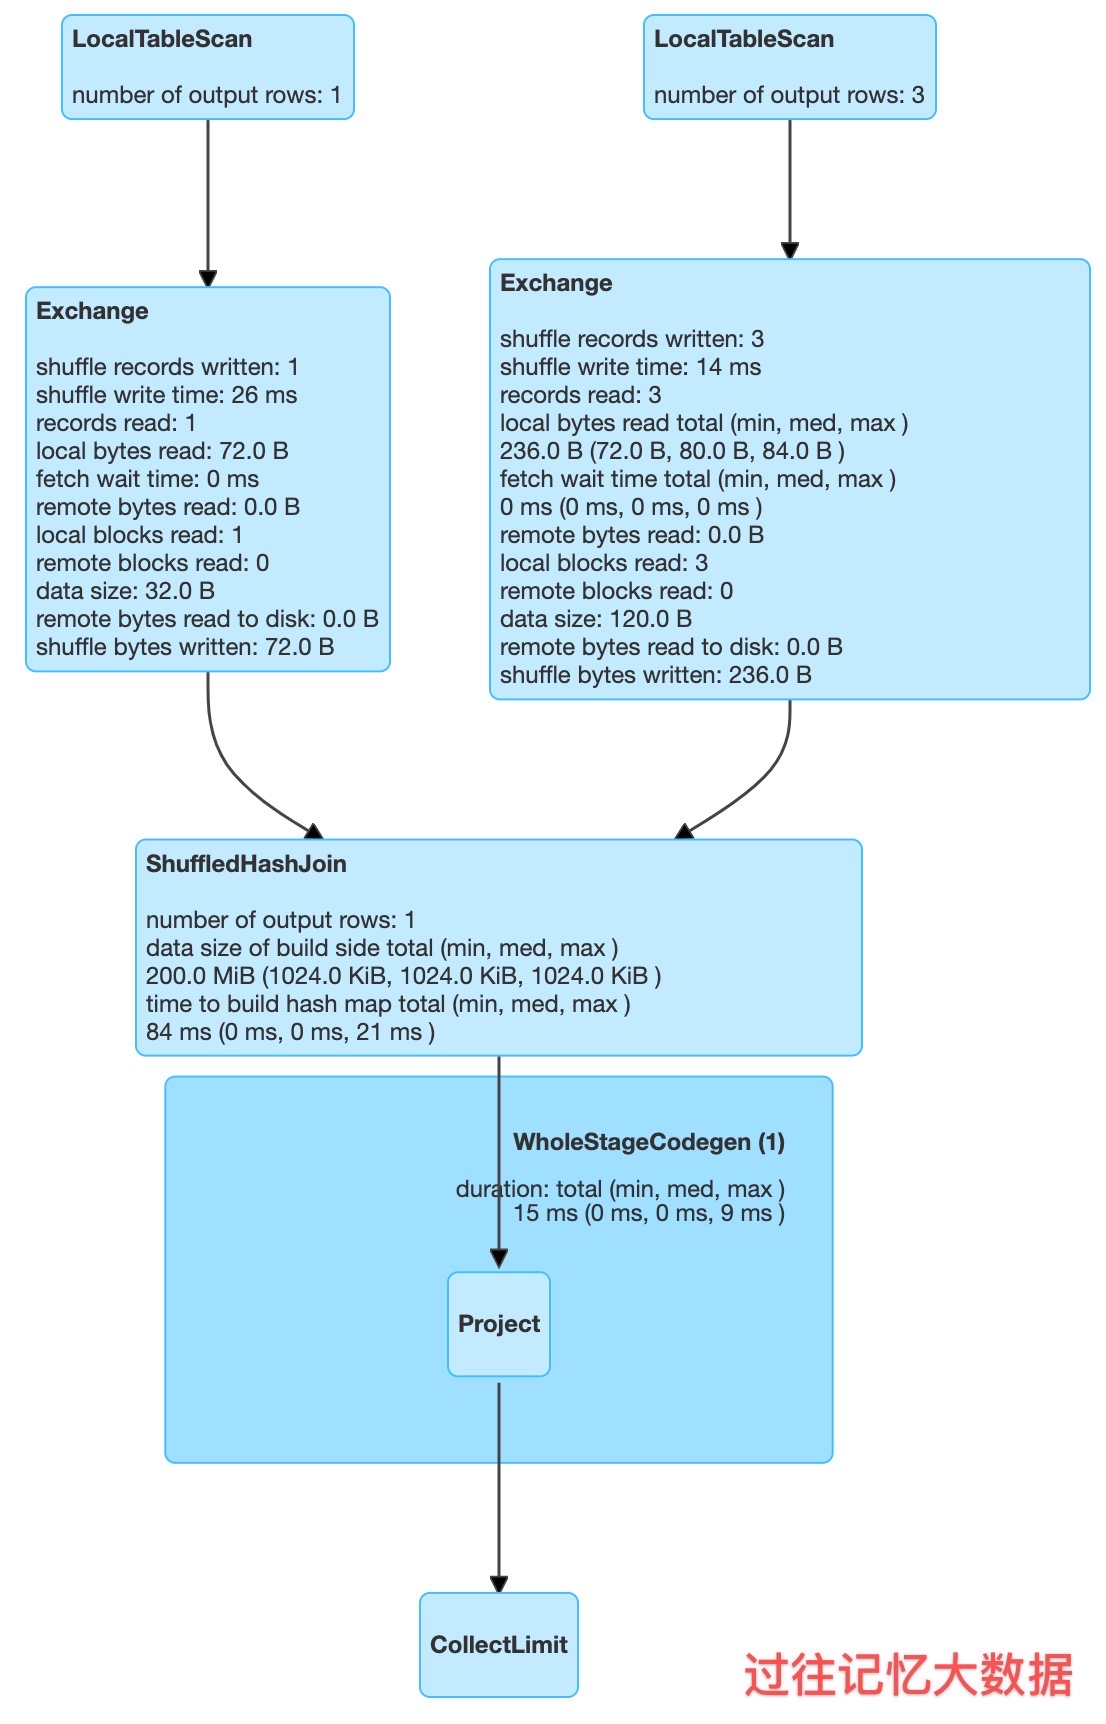 LocalTableScan
number of output rows: 1
LocalTableScan
number of output rows: 3
Exchange
shuffle records written: 1
shuffle write time: 26 ms
records read: 1
local bytes read: 72.0 B
fetch wait time: 0 ms
remote bytes read: 0.0 B
local blocks read: 1
remote blocks read: 0
data size: 32.0 B
remote bytes read to disk: 0.0 B
shuffle bytes written: 72.0 B
Exchange
shuffle records written: 3
shuffle write time: 14 ms
records read: 3
local bytes read total (min, med, max )
236.0 B (72.0 B, 80.0 B, 84.0 B )
fetch wait time total (min, med, max )
0 ms (0 ms, 0 ms, 0 ms )
remote bytes read: 0.0 B
local blocks read: 3
remote blocks read: 0
data size: 120.0 B
remote bytes read to disk: 0.0 B
shuffle bytes written: 236.0 B
ShuffledHashJoin
number of output rows: 1
data size of build side total (min, med, max )
200.0 MiB (1024.0 KiB, 1024.0 KiB, 1024.0 KiB )
time to build hash map total (min, med, max )
84 ms (0 ms, 0 ms, 21 ms )
WholeStageCodegen (1)
duration: total (min, med, max )
15 ms (0 ms, 0 ms, 9 ms )
Project
CollectLimit
过往记忆大数据